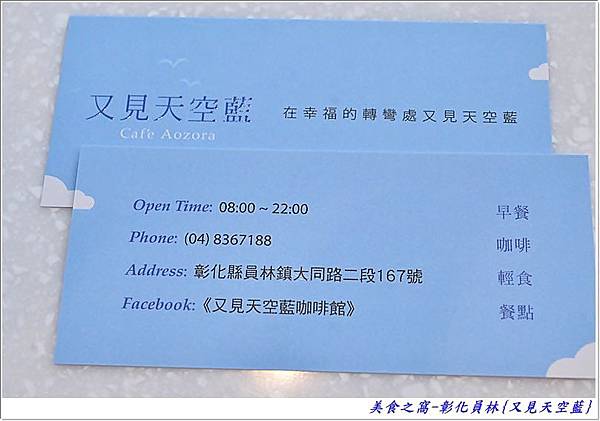 又見天空藍
Cafe Aozora
在幸福的轉彎處又見天空藍
Open Time: 08:00 ~ 22:00
早餐
Phone: (04) 8367188
咖啡
Address: 彰化縣員林鎮大同路二段167號
輕食
Facebook:《又見天空藍咖啡館》
餐點
美食之窩-彰化員林{又見天空藍}